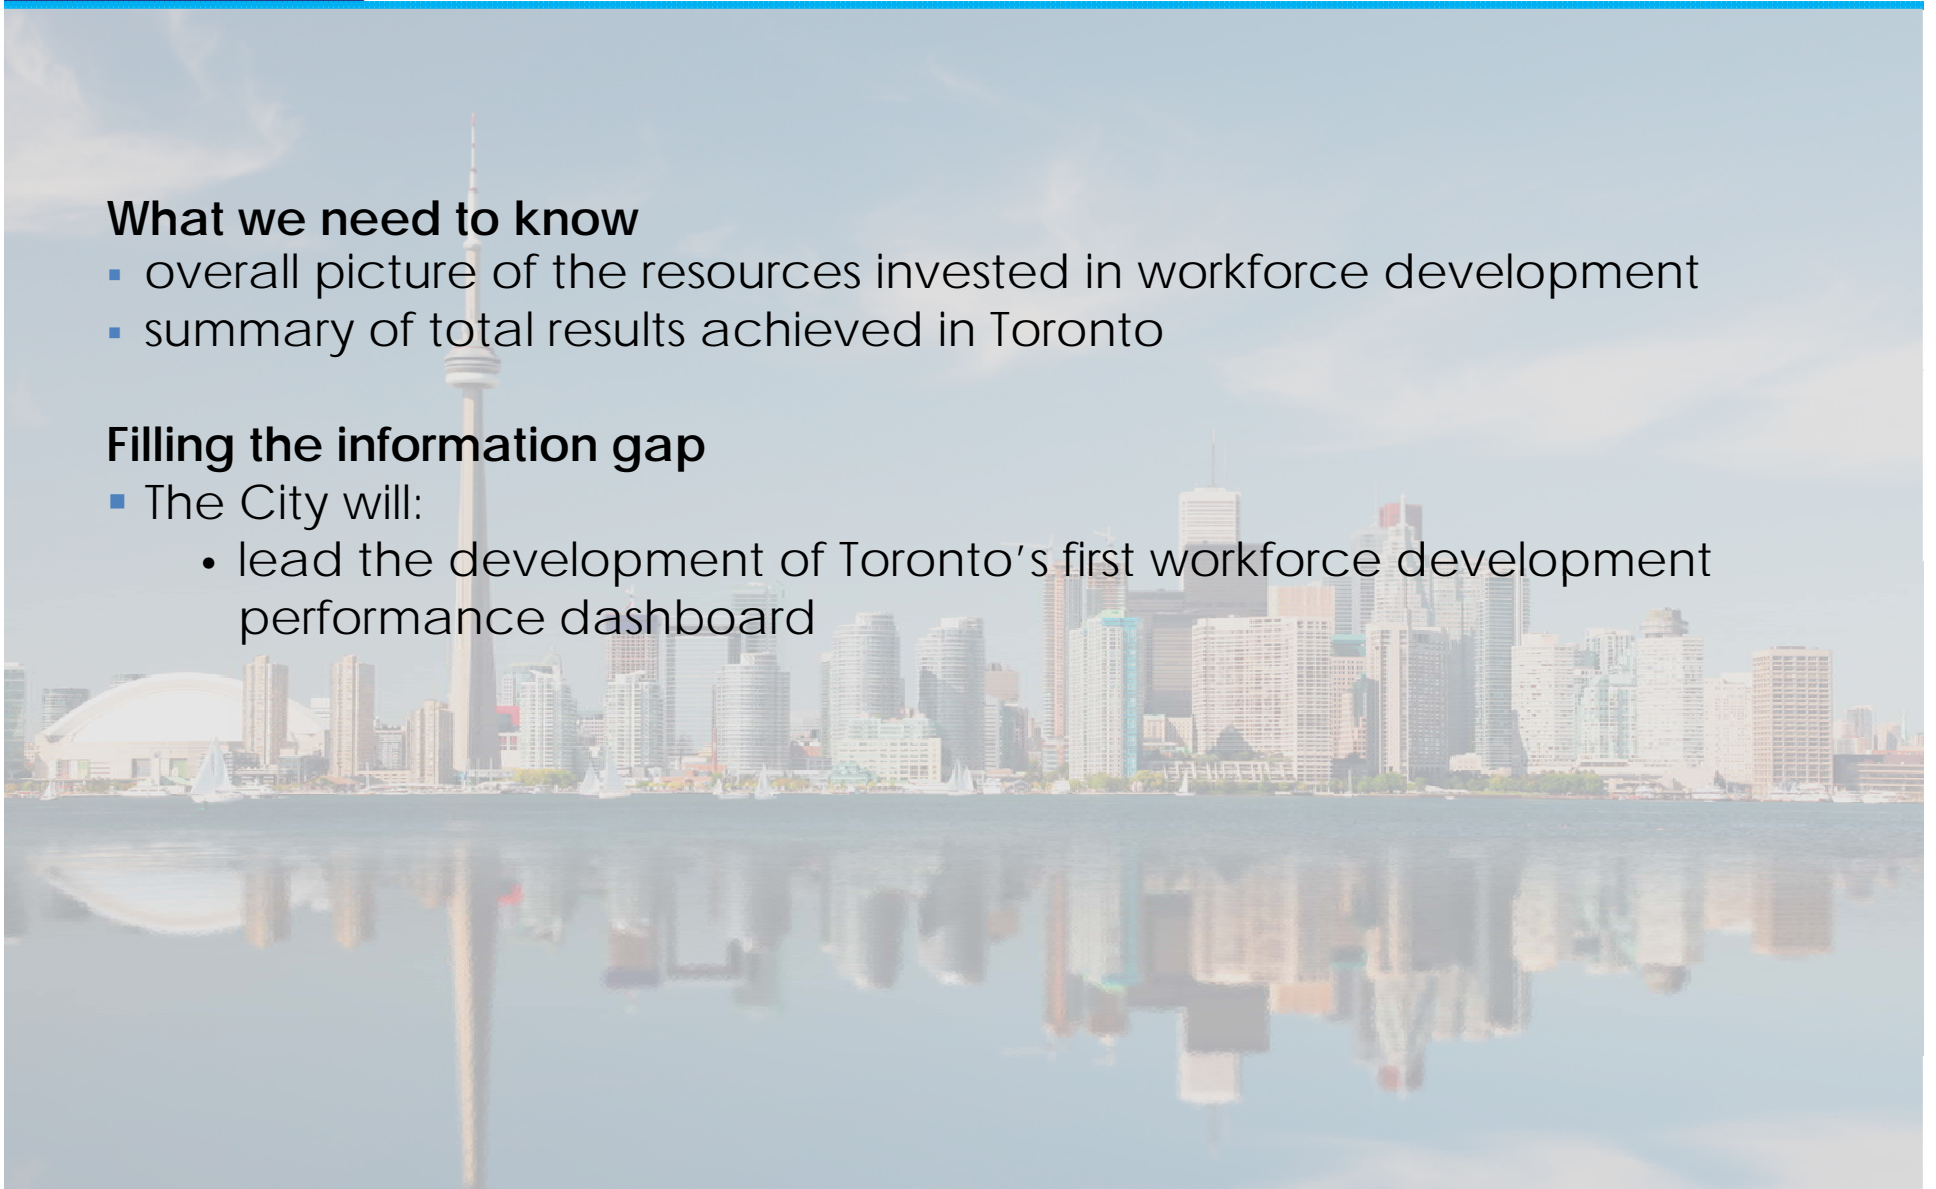 What we need to know
▪ overall picture of the resources invested in workforce development
▪ summary of total results achieved in Toronto
Filling the information gap
▪ The City will:
• lead the development of Toronto’s first workforce development
performance dashboard